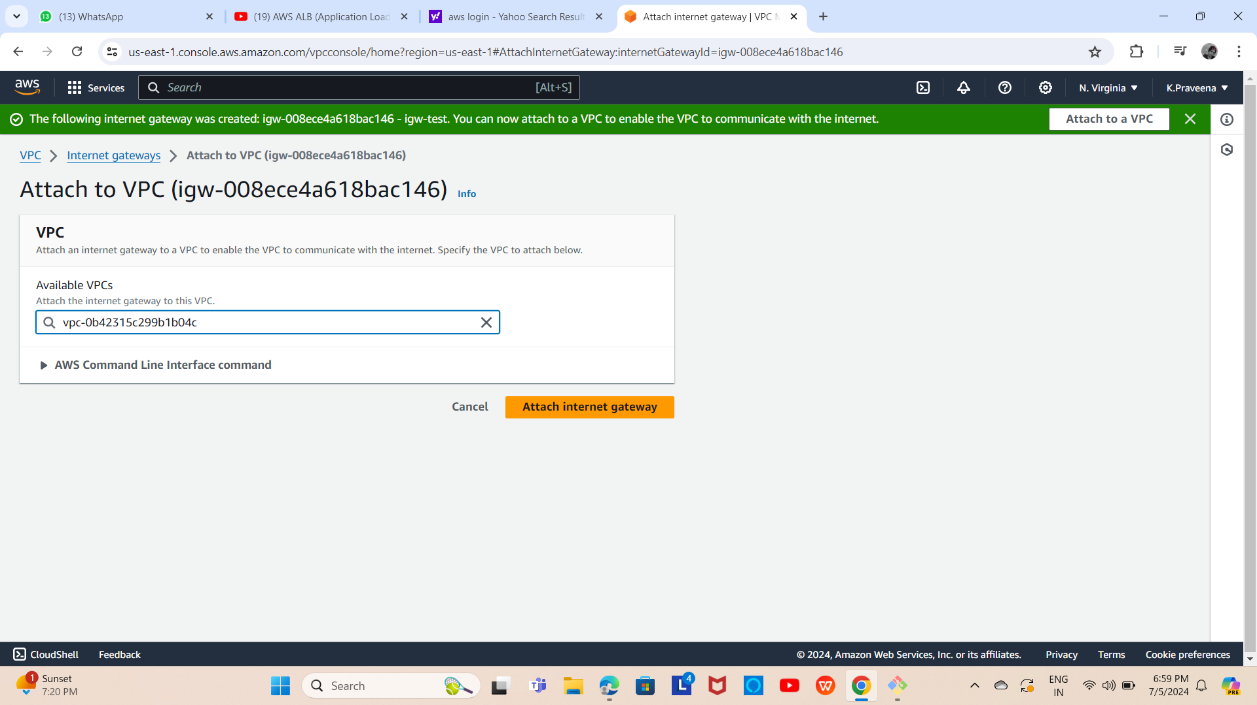 (13) WhatsApp
(19) AWS ALB (Application Load
aws login - Yahoo Search Result
Attach internet gateway | VPC M
us-east-1.console.aws.amazon.com/vpcconsole/home?region=us-east-1#AttachInternetGateway:internetGatewayId=igw-008ece4a618bac146
aws
Services
Search
[Alt+S]
N. Virginia
K.Praveena
The following internet gateway was created: igw-008ece4a618bac146 - igw-test. You can now attach to a VPC to enable the VPC to communicate with the internet.
Attach to a VPC
VPC
Internet gateways
Attach to VPC (igw-008ece4a618bac146)
Attach to VPC (igw-008ece4a618bac146)
Info
VPC
Attach an internet gateway to a VPC to enable the VPC to communicate with the internet. Specify the VPC to attach below.
Available VPCs
Attach the internet gateway to this VPC.
vpc-0b42315c299b1b04c
AWS Command Line Interface command
Cancel
Attach internet gateway
CloudShell
Feedback
© 2024, Amazon Web Services, Inc. or its affiliates.
Privacy
Terms
Cookie preferences
1
Sunset
7:20 PM
Search
4
ENG
IN
6:59 PM
7/5/2024
PRE